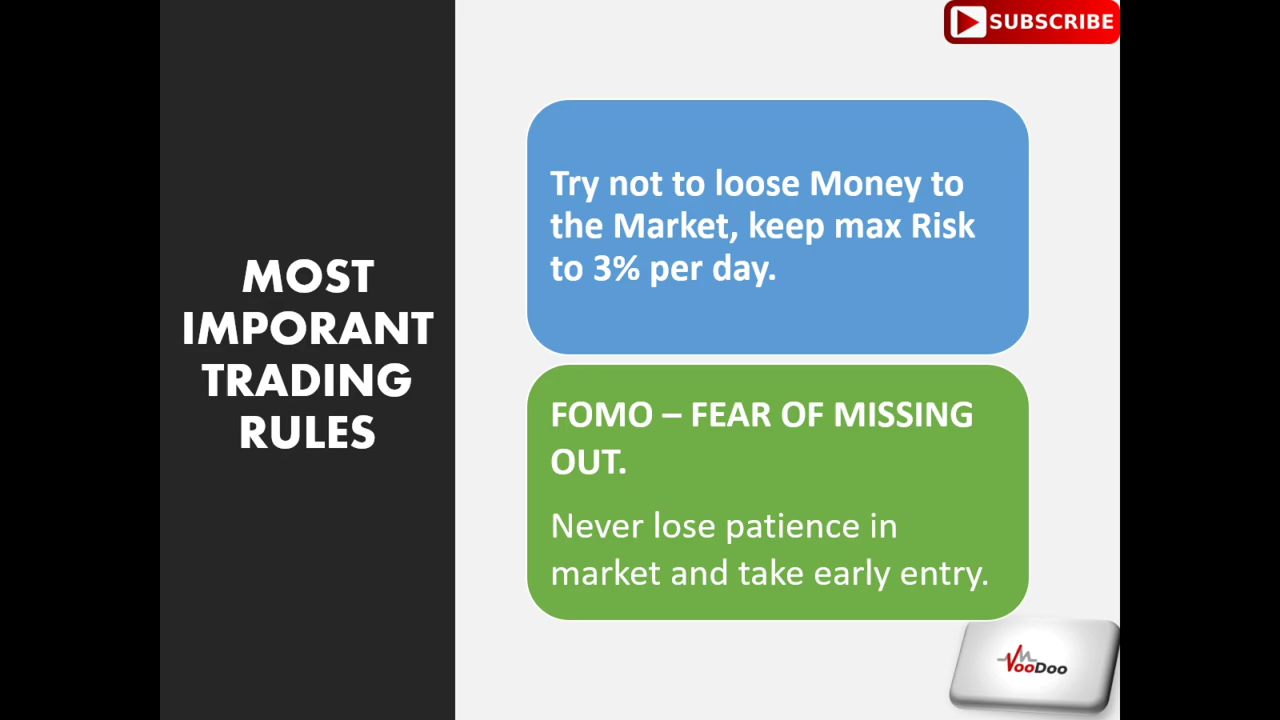 SUBSCRIBE
MOST
IMPORANT
TRADING
RULES
Try not to loose Money to
the Market, keep max Risk
to 3% per day.
FOMO – FEAR OF MISSING
OUT.
Never lose patience in
market and take early entry.
VooDoo